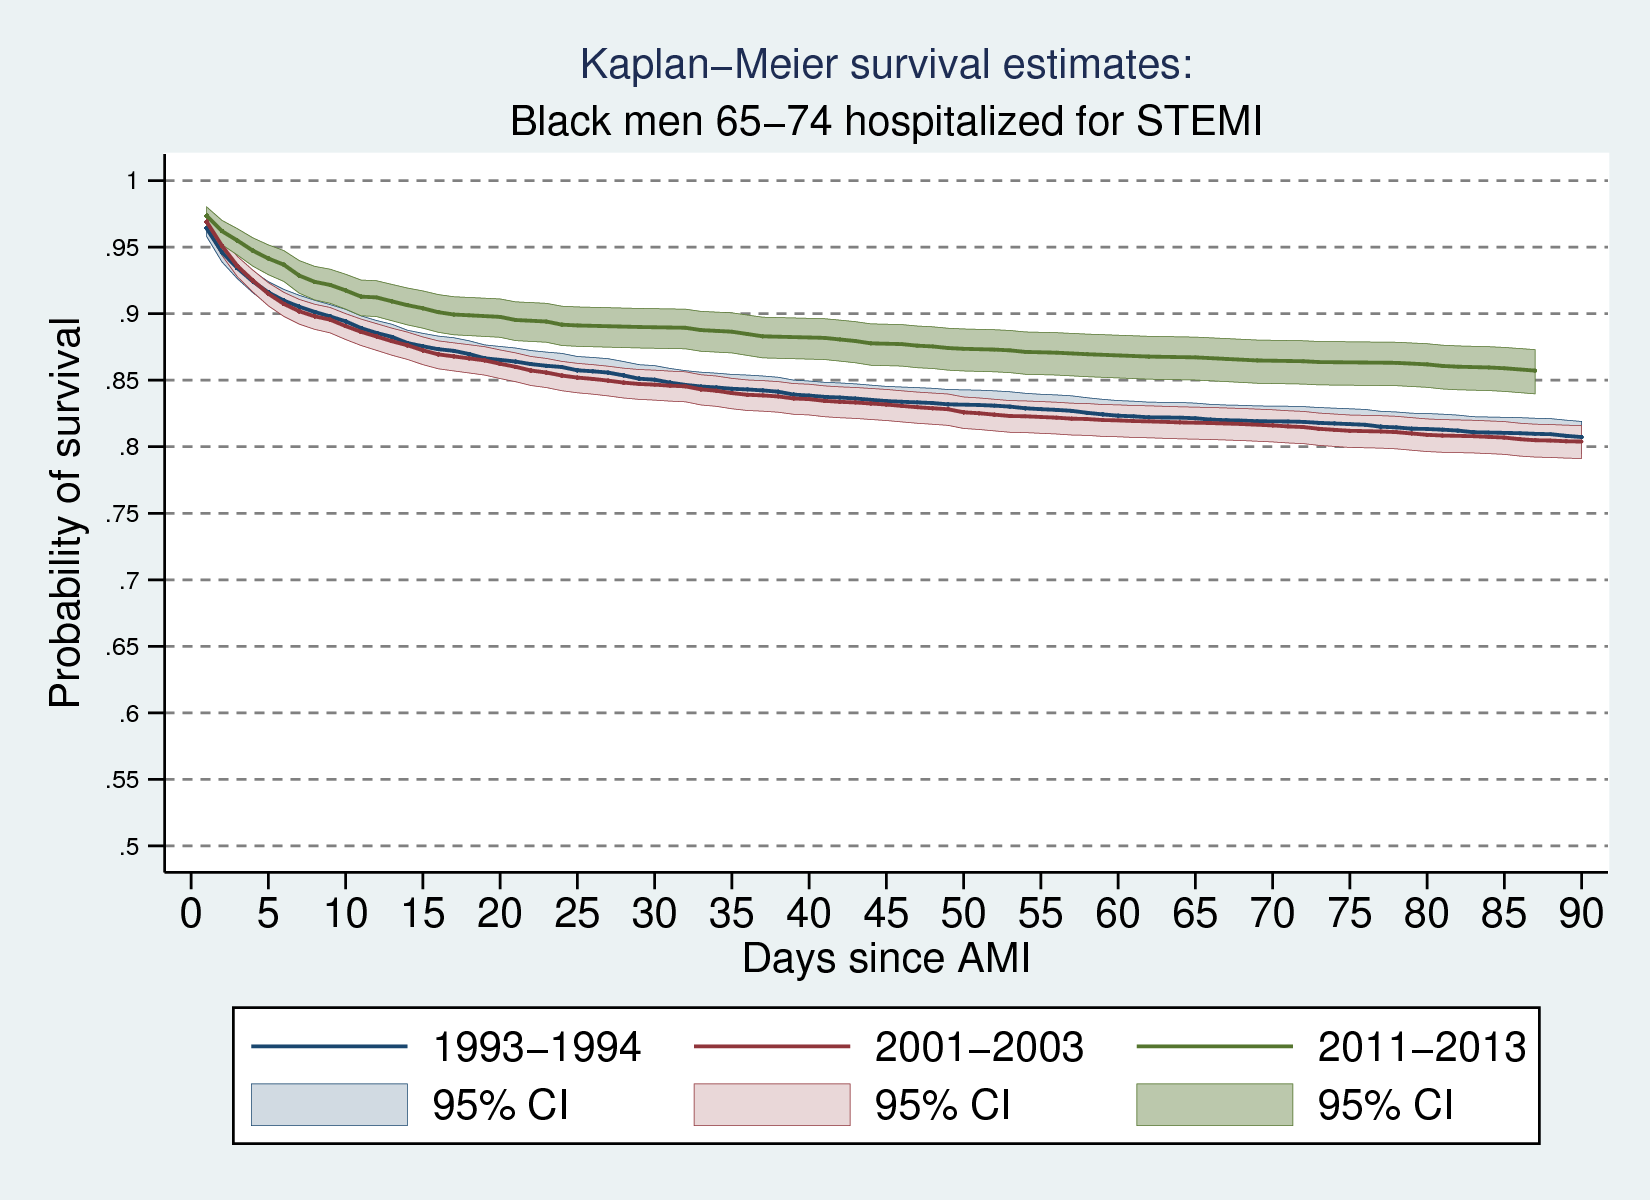 Kaplan–Meier survival estimates:
Black men 65–74 hospitalized for STEMI
Probability of survival
1
.95
.9
.85
.8
.75
.7
.65
.6
.55
.5
0 5 10 15 20 25 30 35 40 45 50 55 60 65 70 75 80 85 90
Days since AMI
1993–1994 2001–2003 2011–2013
95% CI 95% CI 95% CI